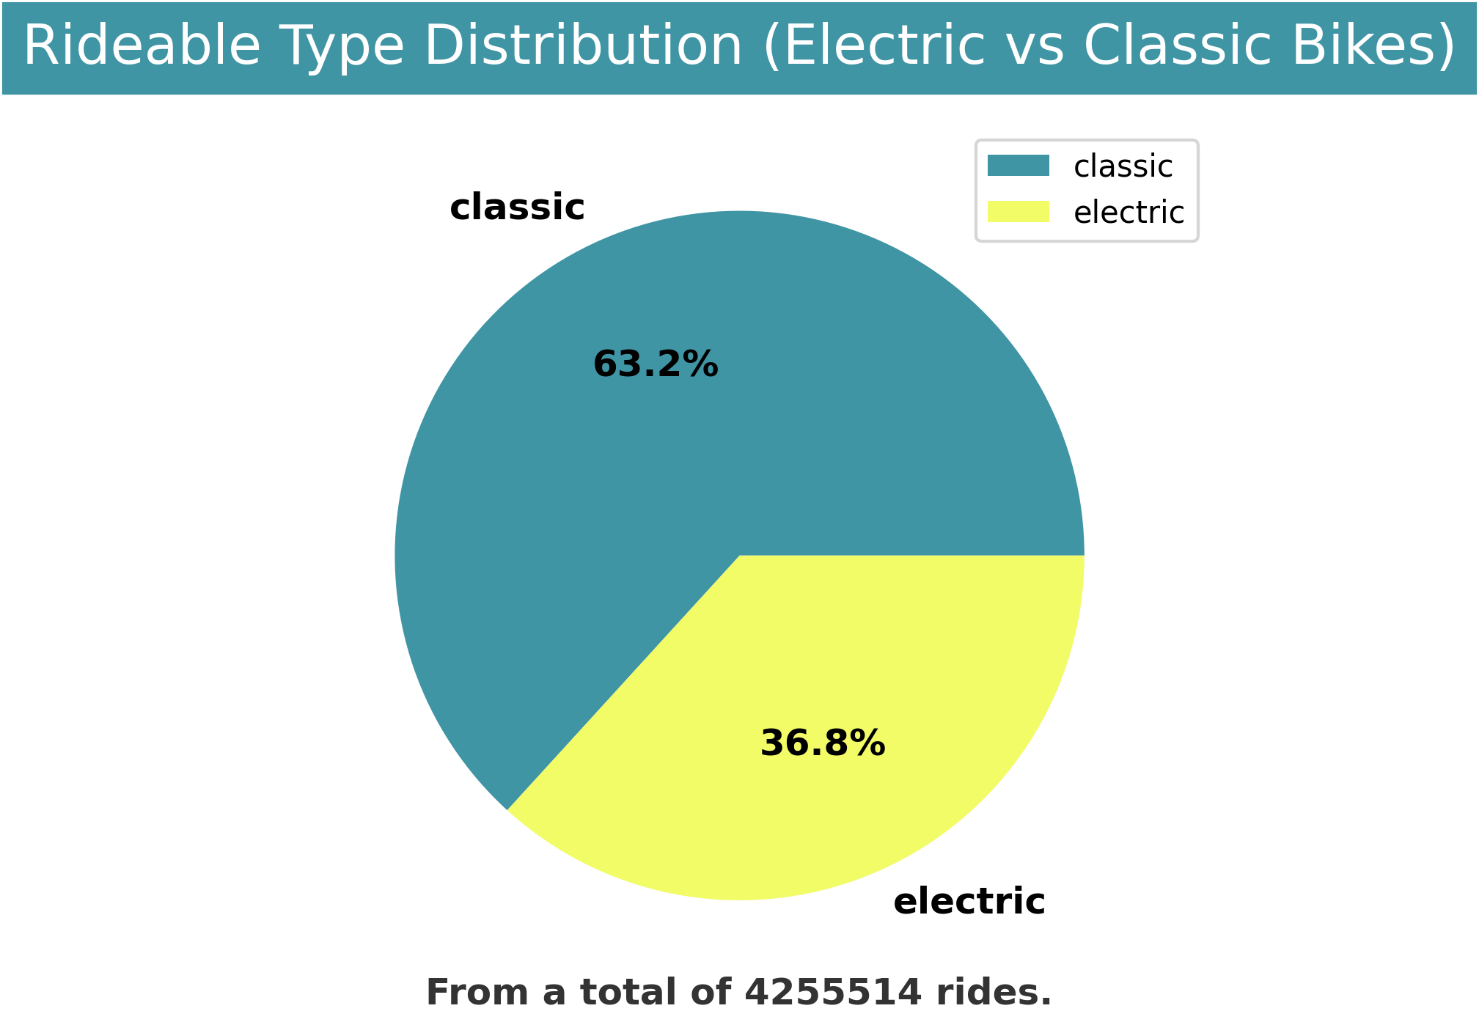 Rideable Type Distribution (Electric vs Classic Bikes)
classic
electric
classic
63.2%
36.8%
electric
From a total of 4255514 rides.